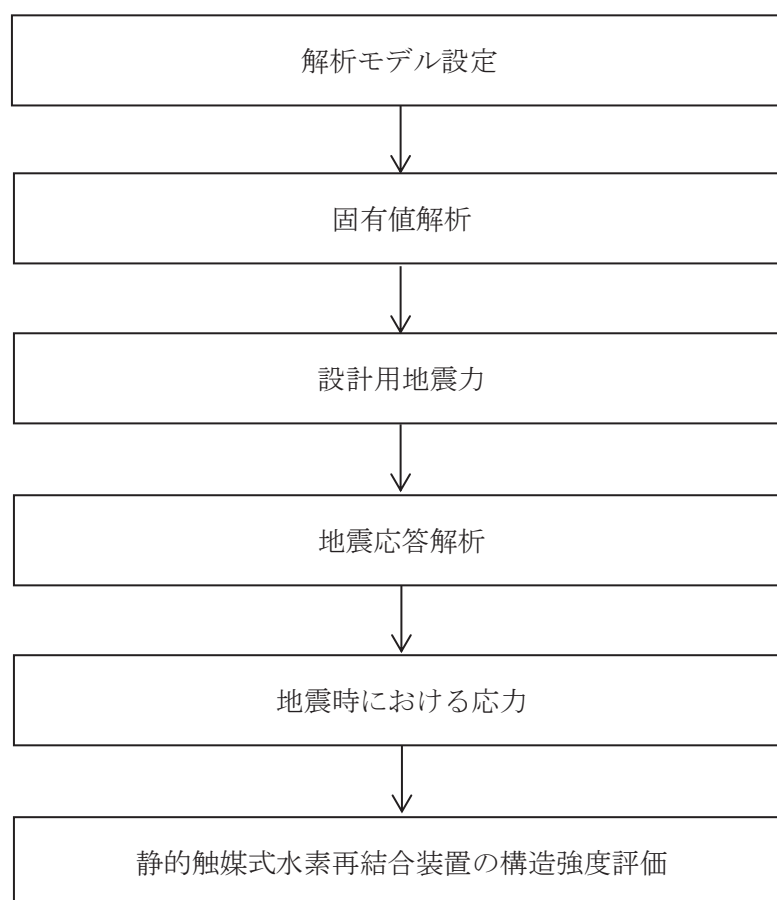 解析モデル設定
固有値解析
設計用地震力
地震応答解析
地震時における応力
静的触媒式水素再結合装置の構造強度評価